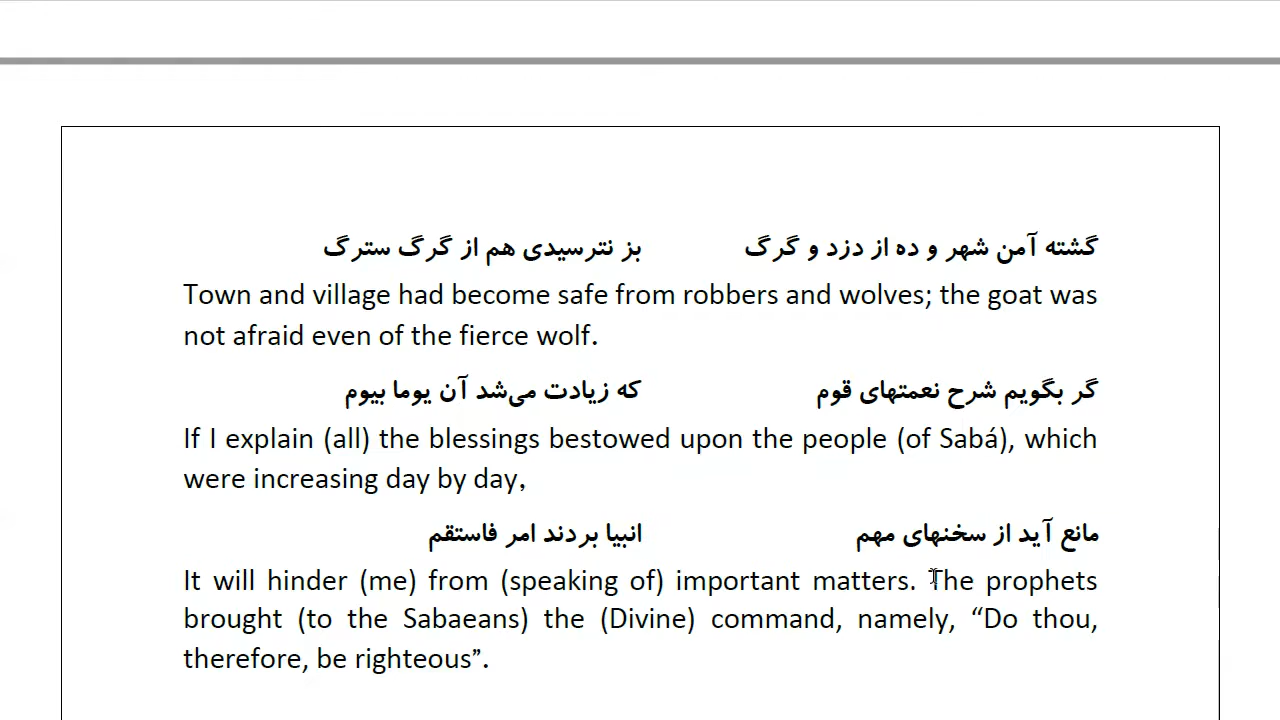 گشته آمن شهر و ده از دزد و گرگ بز نترسیدی هم از گرگ سترگ
Town and village had become safe from robbers and wolves; the goat was
not afraid even of the fierce wolf.
گر بگویم شرح نعمتهای قوم که زیادت می‌شد آن یوما بیوم
If I explain (all) the blessings bestowed upon the people (of Sabá), which
were increasing day by day,
مانع آید از سخنهای مهم انبیا بردند امر فاستقم
It will hinder (me) from (speaking of) important matters. The prophets
brought (to the Sabaeans) the (Divine) command, namely, “Do thou,
therefore, be righteous”.